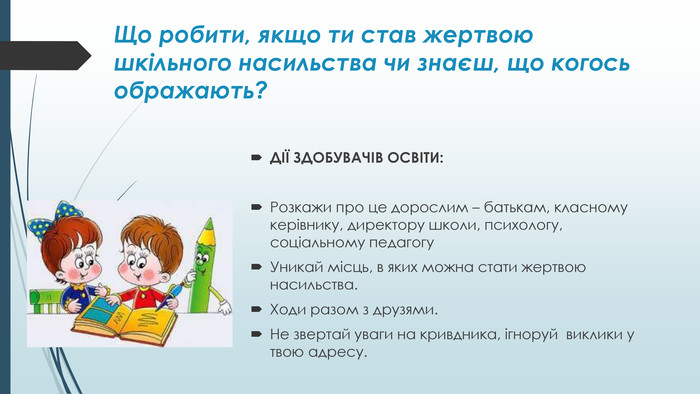 Що робити, якщо ти став жертвою
шкільного насильства чи знаєш, що когось
ображають?
ДІЇ ЗДОБУВАЧІВ ОСВІТИ:
Розкажи про це дорослим – батькам, класному
керівнику, директору школи, психологу,
соціальному педагогу
Уникай місць, в яких можна стати жертвою
насильства.
Ходи разом з друзями.
Не звертай уваги на кривдника, ігноруй  виклики у
твою адресу.